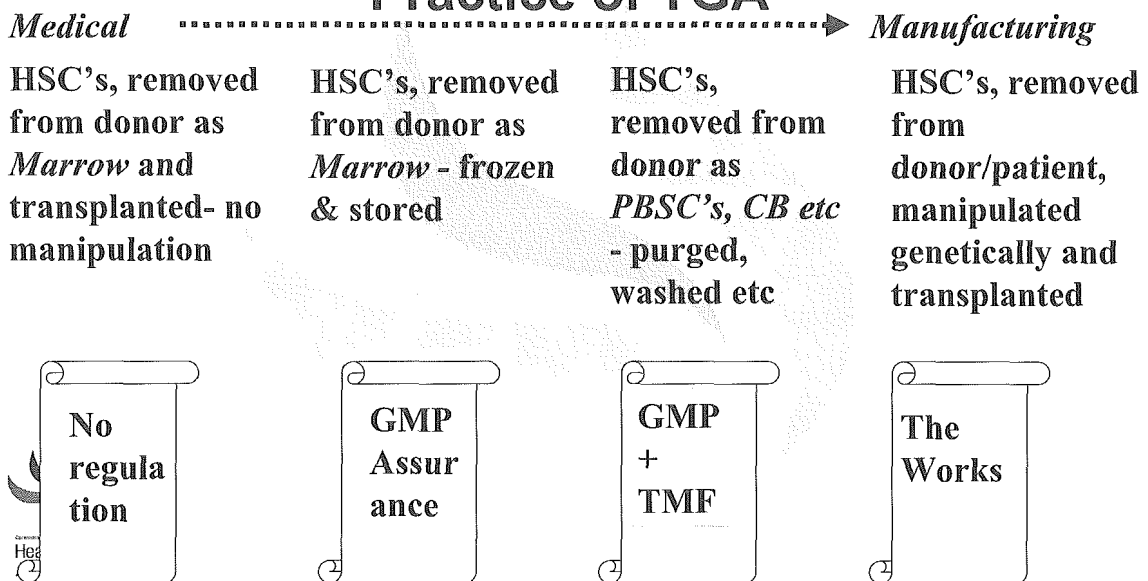 Practice of TGA
Medical
Manufacturing
HSC's, removed
from donor as
Marrow and
transplanted- no
manipulation
HSC's, removed
from donor as
Marrow - frozen
& stored
HSC's,
removed from
donor as
PBSC's, CB etc
- purged,
washed etc
HSC's, removed
from
donor/patient,
manipulated
genetically and
transplanted
No
regula
tion
GMP
Assur
ance
GMP
+
TMF
The
Works